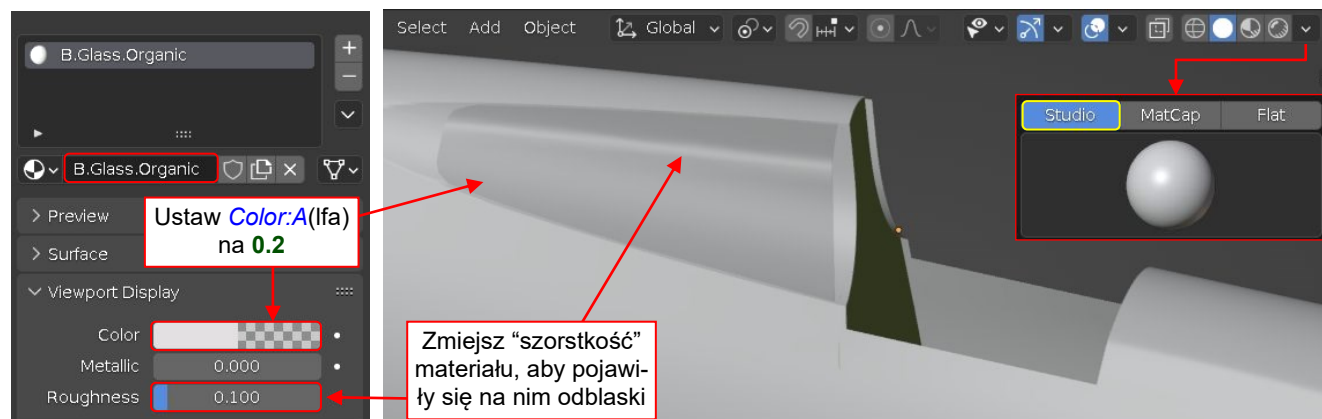 B.Glass.Organic
B.Glass.Organic
Preview
Surface
Viewport Display
Color
Metallic 0.000
Roughness 0.100
Ustaw Color:A(lfa)
na 0.2
Zmiejsz “szorstkość”
materiału, aby pojawi-
ły się na nim odblaski
Select Add Object Global
Studio MatCap Flat